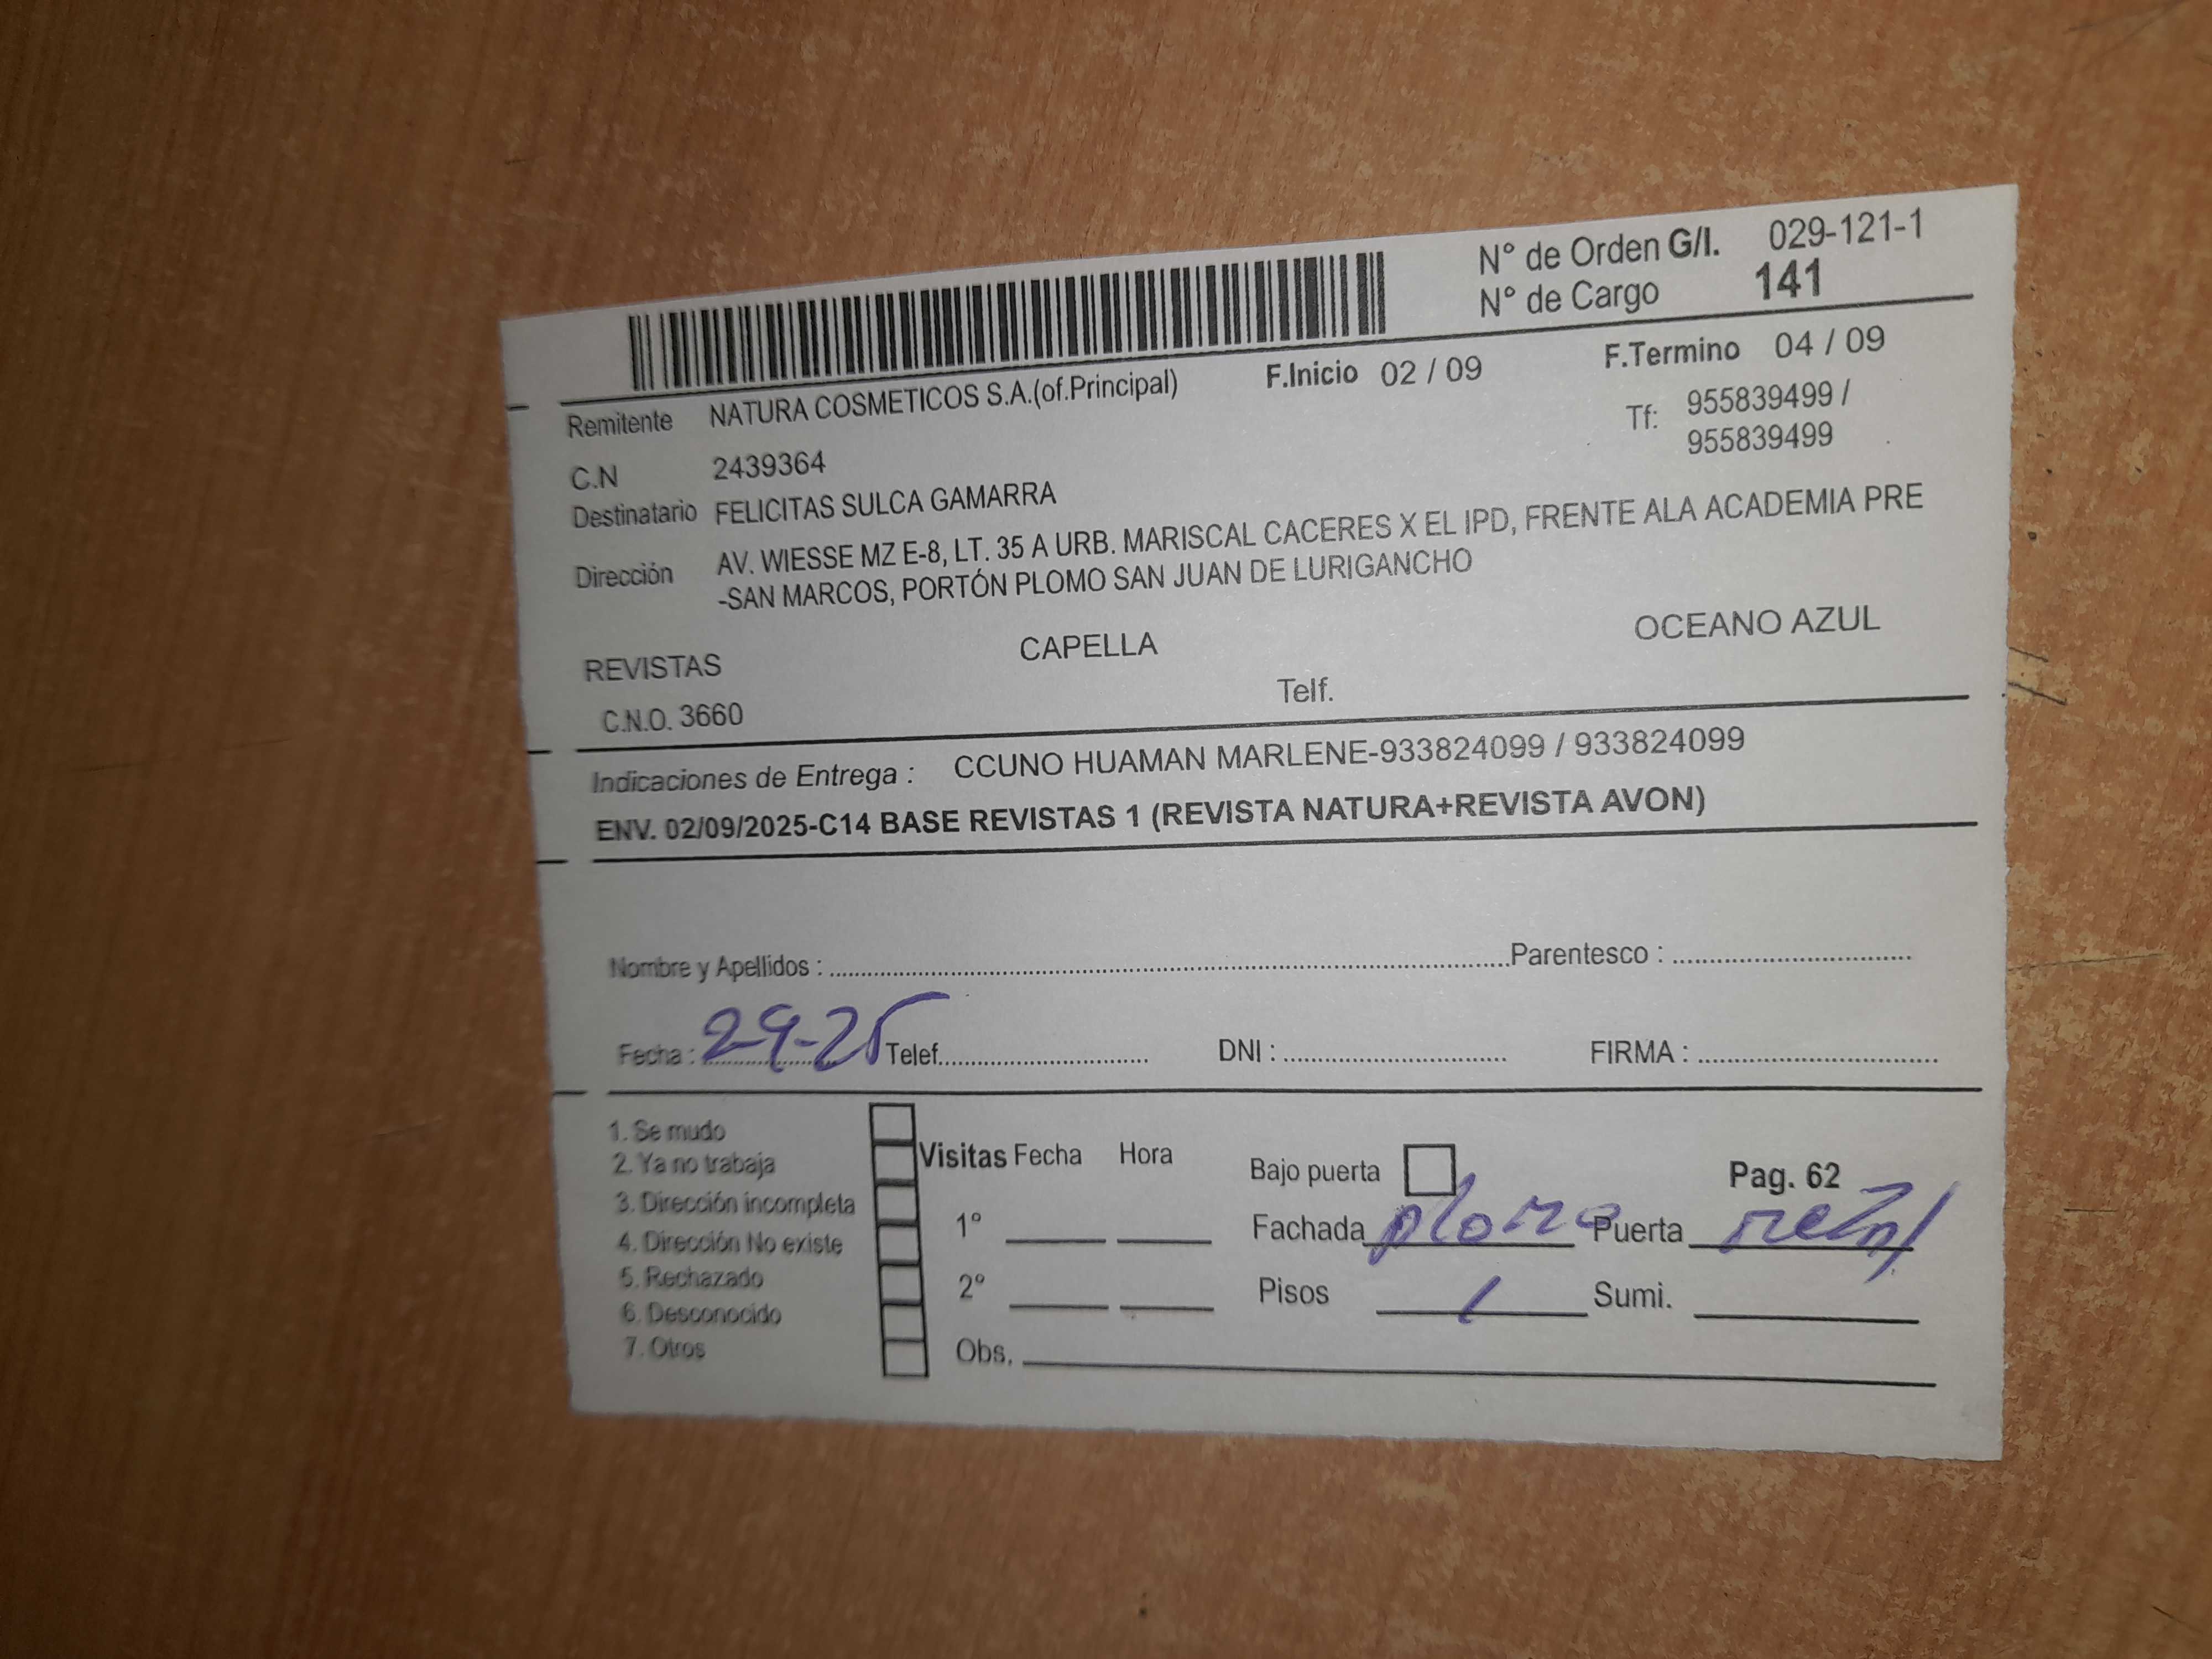 N° de Orden G/I. 029-121-1
N° de Cargo 141
F.Inicio 02 / 09 F.Termino 04 / 09
Remitente NATURA COSMETICOS S.A.(of.Principal)
Tf: 955839499 /
955839499
C.N 2439364
Destinatario FELICITAS SULCA GAMARRA
Dirección AV. WIESSE MZ E-8, LT. 35 A URB. MARISCAL CACERES X EL IPD, FRENTE ALA ACADEMIA PRE
-SAN MARCOS, PORTÓN PLOMO SAN JUAN DE LURIGANCHO
REVISTAS CAPELLA OCEANO AZUL
C.N.O. 3660 Telf.
Indicaciones de Entrega : CCUNO HUAMAN MARLENE-933824099 / 933824099
ENV. 02/09/2025-C14 BASE REVISTAS 1 (REVISTA NATURA+REVISTA AVON)
Nombre y Apellidos : Parentesco :
Fecha : 2-9-25 Telef. DNI : FIRMA :
1. Se mudo
2. Ya no trabaja
3. Dirección incompleta
4. Dirección No existe
5. Rechazado
6. Desconocido
7. Otros
Visitas Fecha Hora
1°
2°
Obs.
Bajo puerta Pag. 62
Fachada plomo Puerta metal
Pisos 1 Sumi.